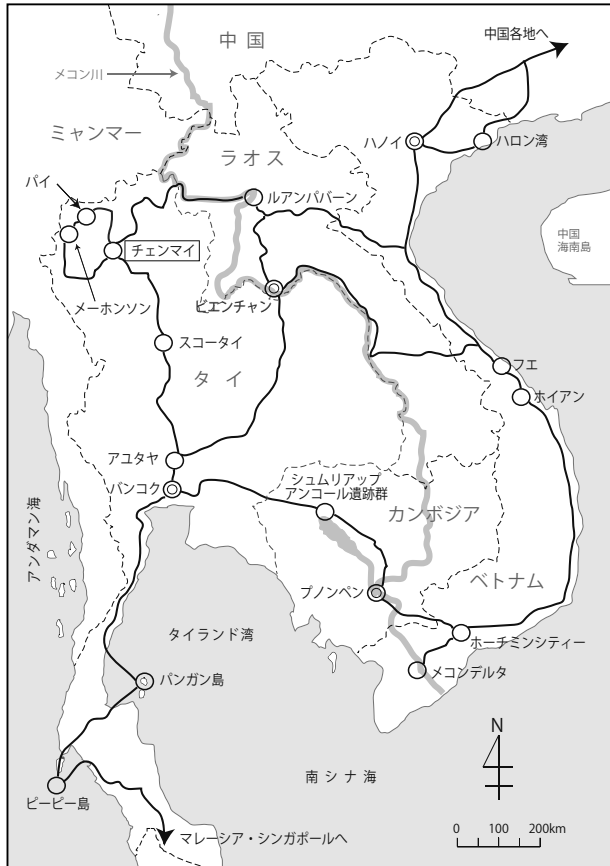 中国
中国各地へ
メコン川
ミャンマー
ハノイ
ハロン湾
ラオス
パイ
ルアンパバーン
チェンマイ
中国
海南島
メーホンソン
ビエンチャン
スコータイ
フエ
タイ
ホイアン
アユタヤ
シュムリアップ
アンコール遺跡群
バンコク
カンボジア
アンダマン海
ベトナム
プノンペン
タイランド湾
ホーチミンシティー
メコンデルタ
パンガン島
N
南シナ海
ピーピー島
マレーシア・シンガポールへ
0 100 200km